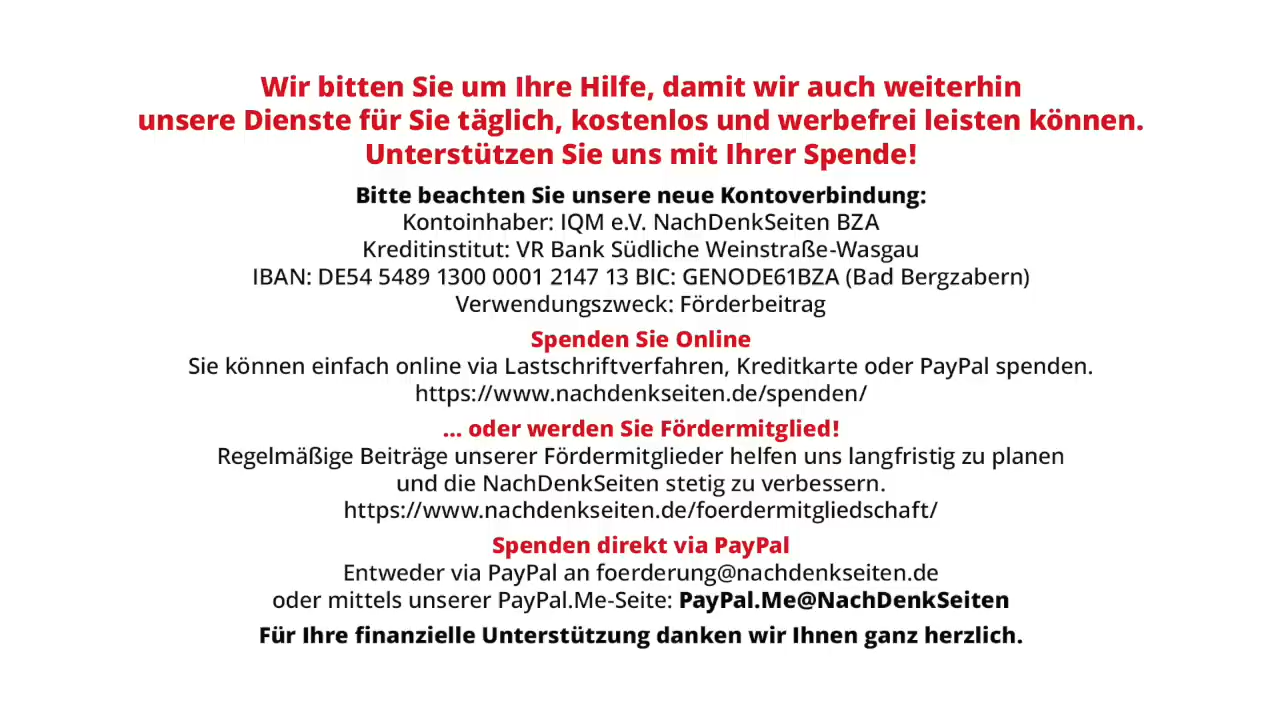 Wir bitten Sie um Ihre Hilfe, damit wir auch weiterhin
unsere Dienste für Sie täglich, kostenlos und werbefrei leisten können.
Unterstützen Sie uns mit Ihrer Spende!
Bitte beachten Sie unsere neue Kontoverbindung:
Kontoinhaber: IQM e.V. NachDenkSeiten BZA
Kreditinstitut: VR Bank Südliche Weinstraße-Wasgau
IBAN: DE54 5489 1300 0001 2147 13 BIC: GENODE61BZA (Bad Bergzabern)
Verwendungszweck: Förderbeitrag
Spenden Sie Online
Sie können einfach online via Lastschriftverfahren, Kreditkarte oder PayPal spenden.
https://www.nachdenkseiten.de/spenden/
... oder werden Sie Fördermitglied!
Regelmäßige Beiträge unserer Fördermitglieder helfen uns langfristig zu planen
und die NachDenkSeiten stetig zu verbessern.
https://www.nachdenkseiten.de/foerdermitgliedschaft/
Spenden direkt via PayPal
Entweder via PayPal an foerderung@nachdenkseiten.de
oder mittels unserer PayPal.Me-Seite: PayPal.Me@NachDenkSeiten
Für Ihre finanzielle Unterstützung danken wir Ihnen ganz herzlich.